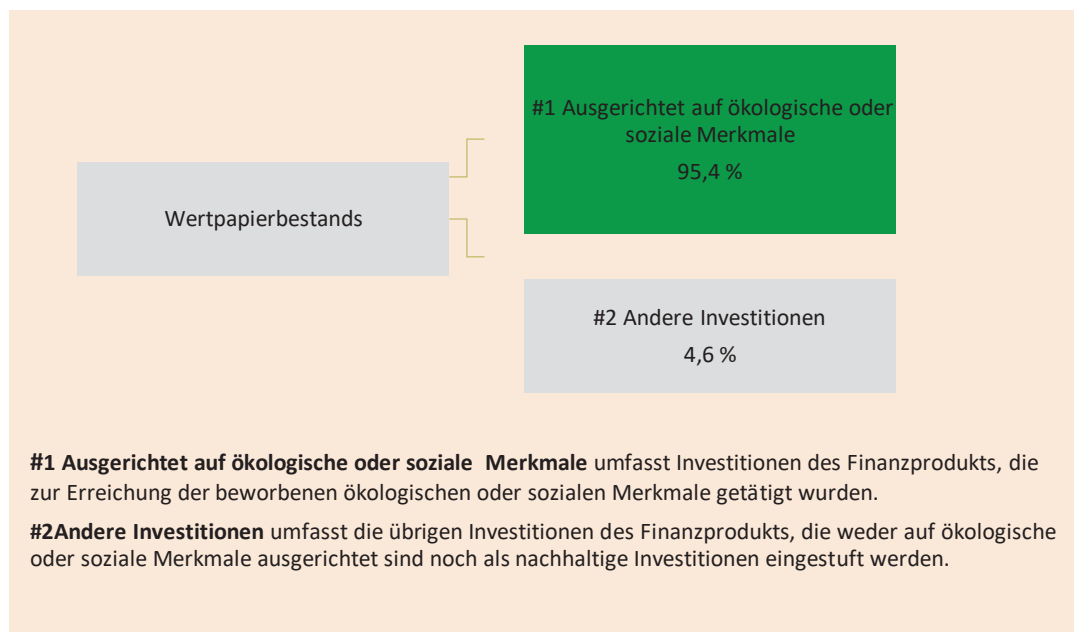 #1 Ausgerichtet auf ökologische oder
soziale Merkmale
95,4 %
Wertpapierbestands
#2 Andere Investitionen
4,6 %
#1 Ausgerichtet auf ökologische oder soziale  Merkmale umfasst Investitionen des Finanzprodukts, die
zur Erreichung der beworbenen ökologischen oder sozialen Merkmale getätigt wurden.
#2Andere Investitionen umfasst die übrigen Investitionen des Finanzprodukts, die weder auf ökologische
oder soziale Merkmale ausgerichtet sind noch als nachhaltige Investitionen eingestuft werden.